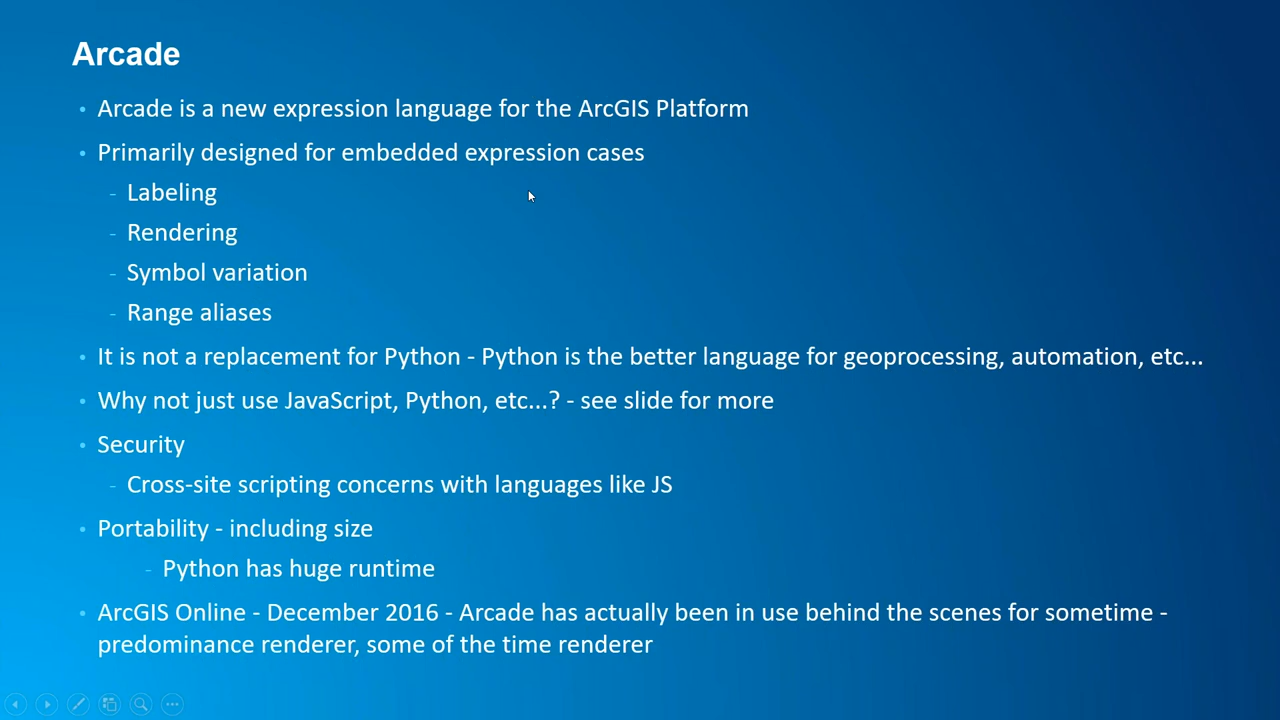 Arcade
• Arcade is a new expression language for the ArcGIS Platform
• Primarily designed for embedded expression cases
- Labeling
- Rendering
- Symbol variation
- Range aliases
• It is not a replacement for Python - Python is the better language for geoprocessing, automation, etc...
• Why not just use JavaScript, Python, etc...? - see slide for more
• Security
- Cross-site scripting concerns with languages like JS
• Portability - including size
- Python has huge runtime
• ArcGIS Online - December 2016 - Arcade has actually been in use behind the scenes for sometime -
predominance renderer, some of the time renderer